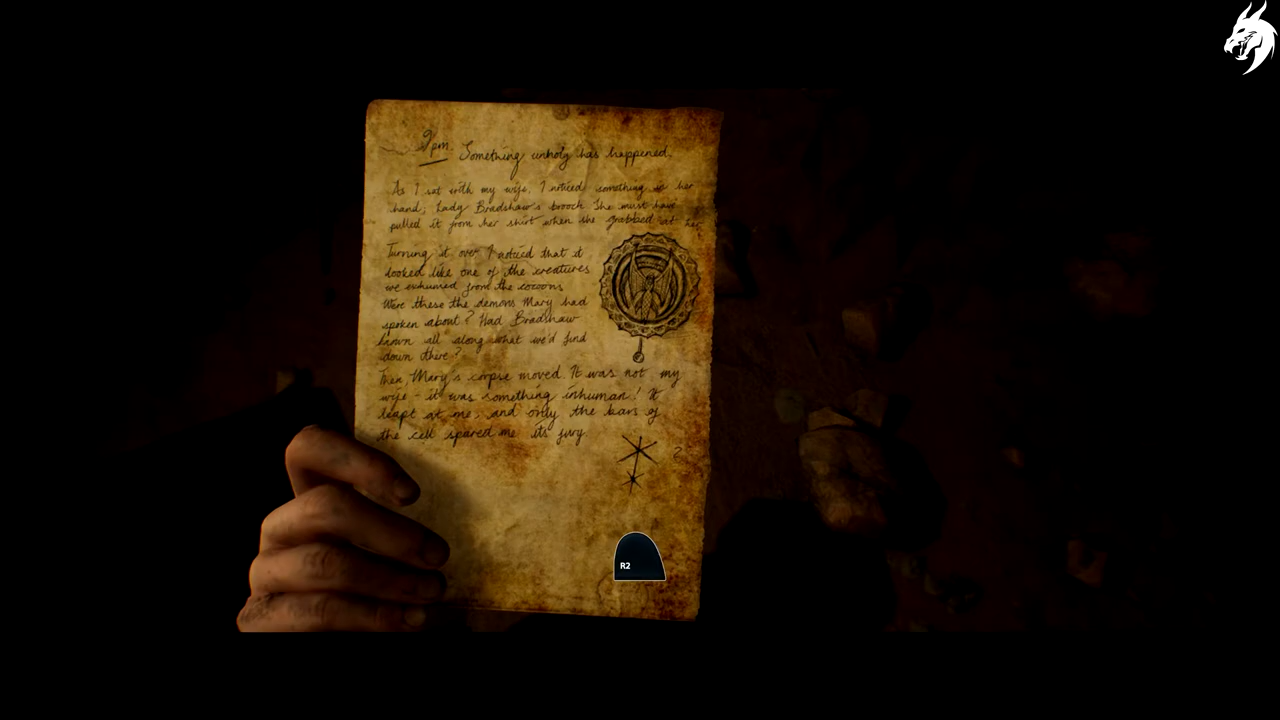 9pm Something unholy has happened.
As I sat with my wife, I noticed something in her
hand; Lady Bradshaw's brooch. She must have
pulled it from her shirt when she grabbed at her.
Turning it over I noticed that it
looked like one of the creatures
we exhumed from the cocoons
Were these the demons Mary had
spoken about? Had Bradshaw
known all along what we'd find
down there?
Then, Mary's corpse moved. It was not my
wife - it was something inhuman! It
leapt at me, and only the bars of
the cell spared me its fury.
?
R2